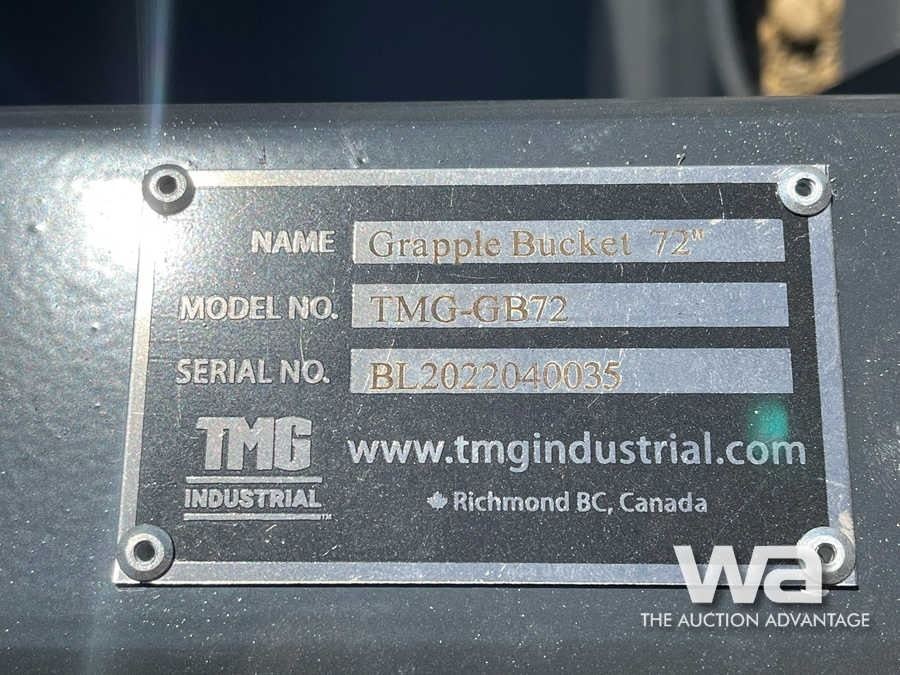 NAME Grapple Bucket 72"
MODEL NO. TMG-GB72
SERIAL NO. BL2022040035
TMG
INDUSTRIAL™
www.tmgindustrial.com
Richmond BC, Canada
wa
THE AUCTION ADVANTAGE